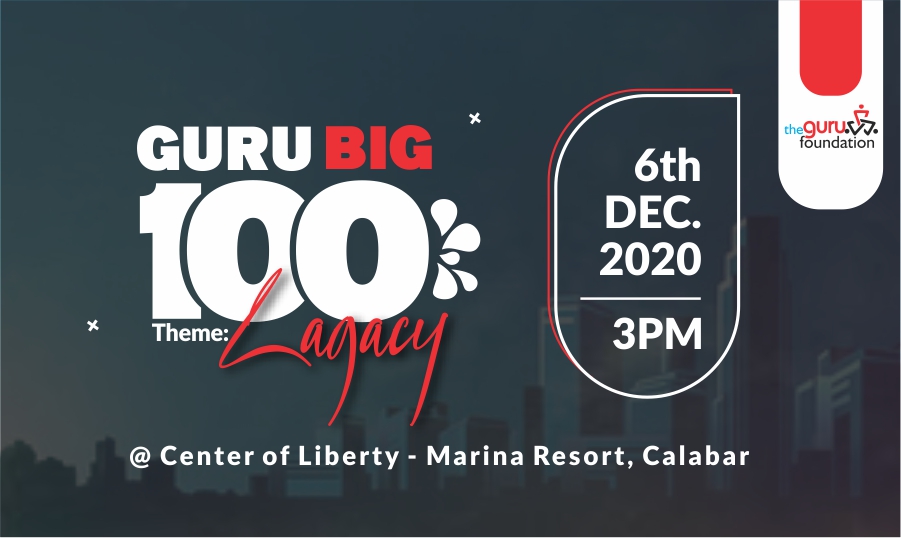 GURU BIG
100
Theme: Lagacy
6th
DEC.
2020
3PM
theguru
foundation
@ Center of Liberty - Marina Resort, Calabar